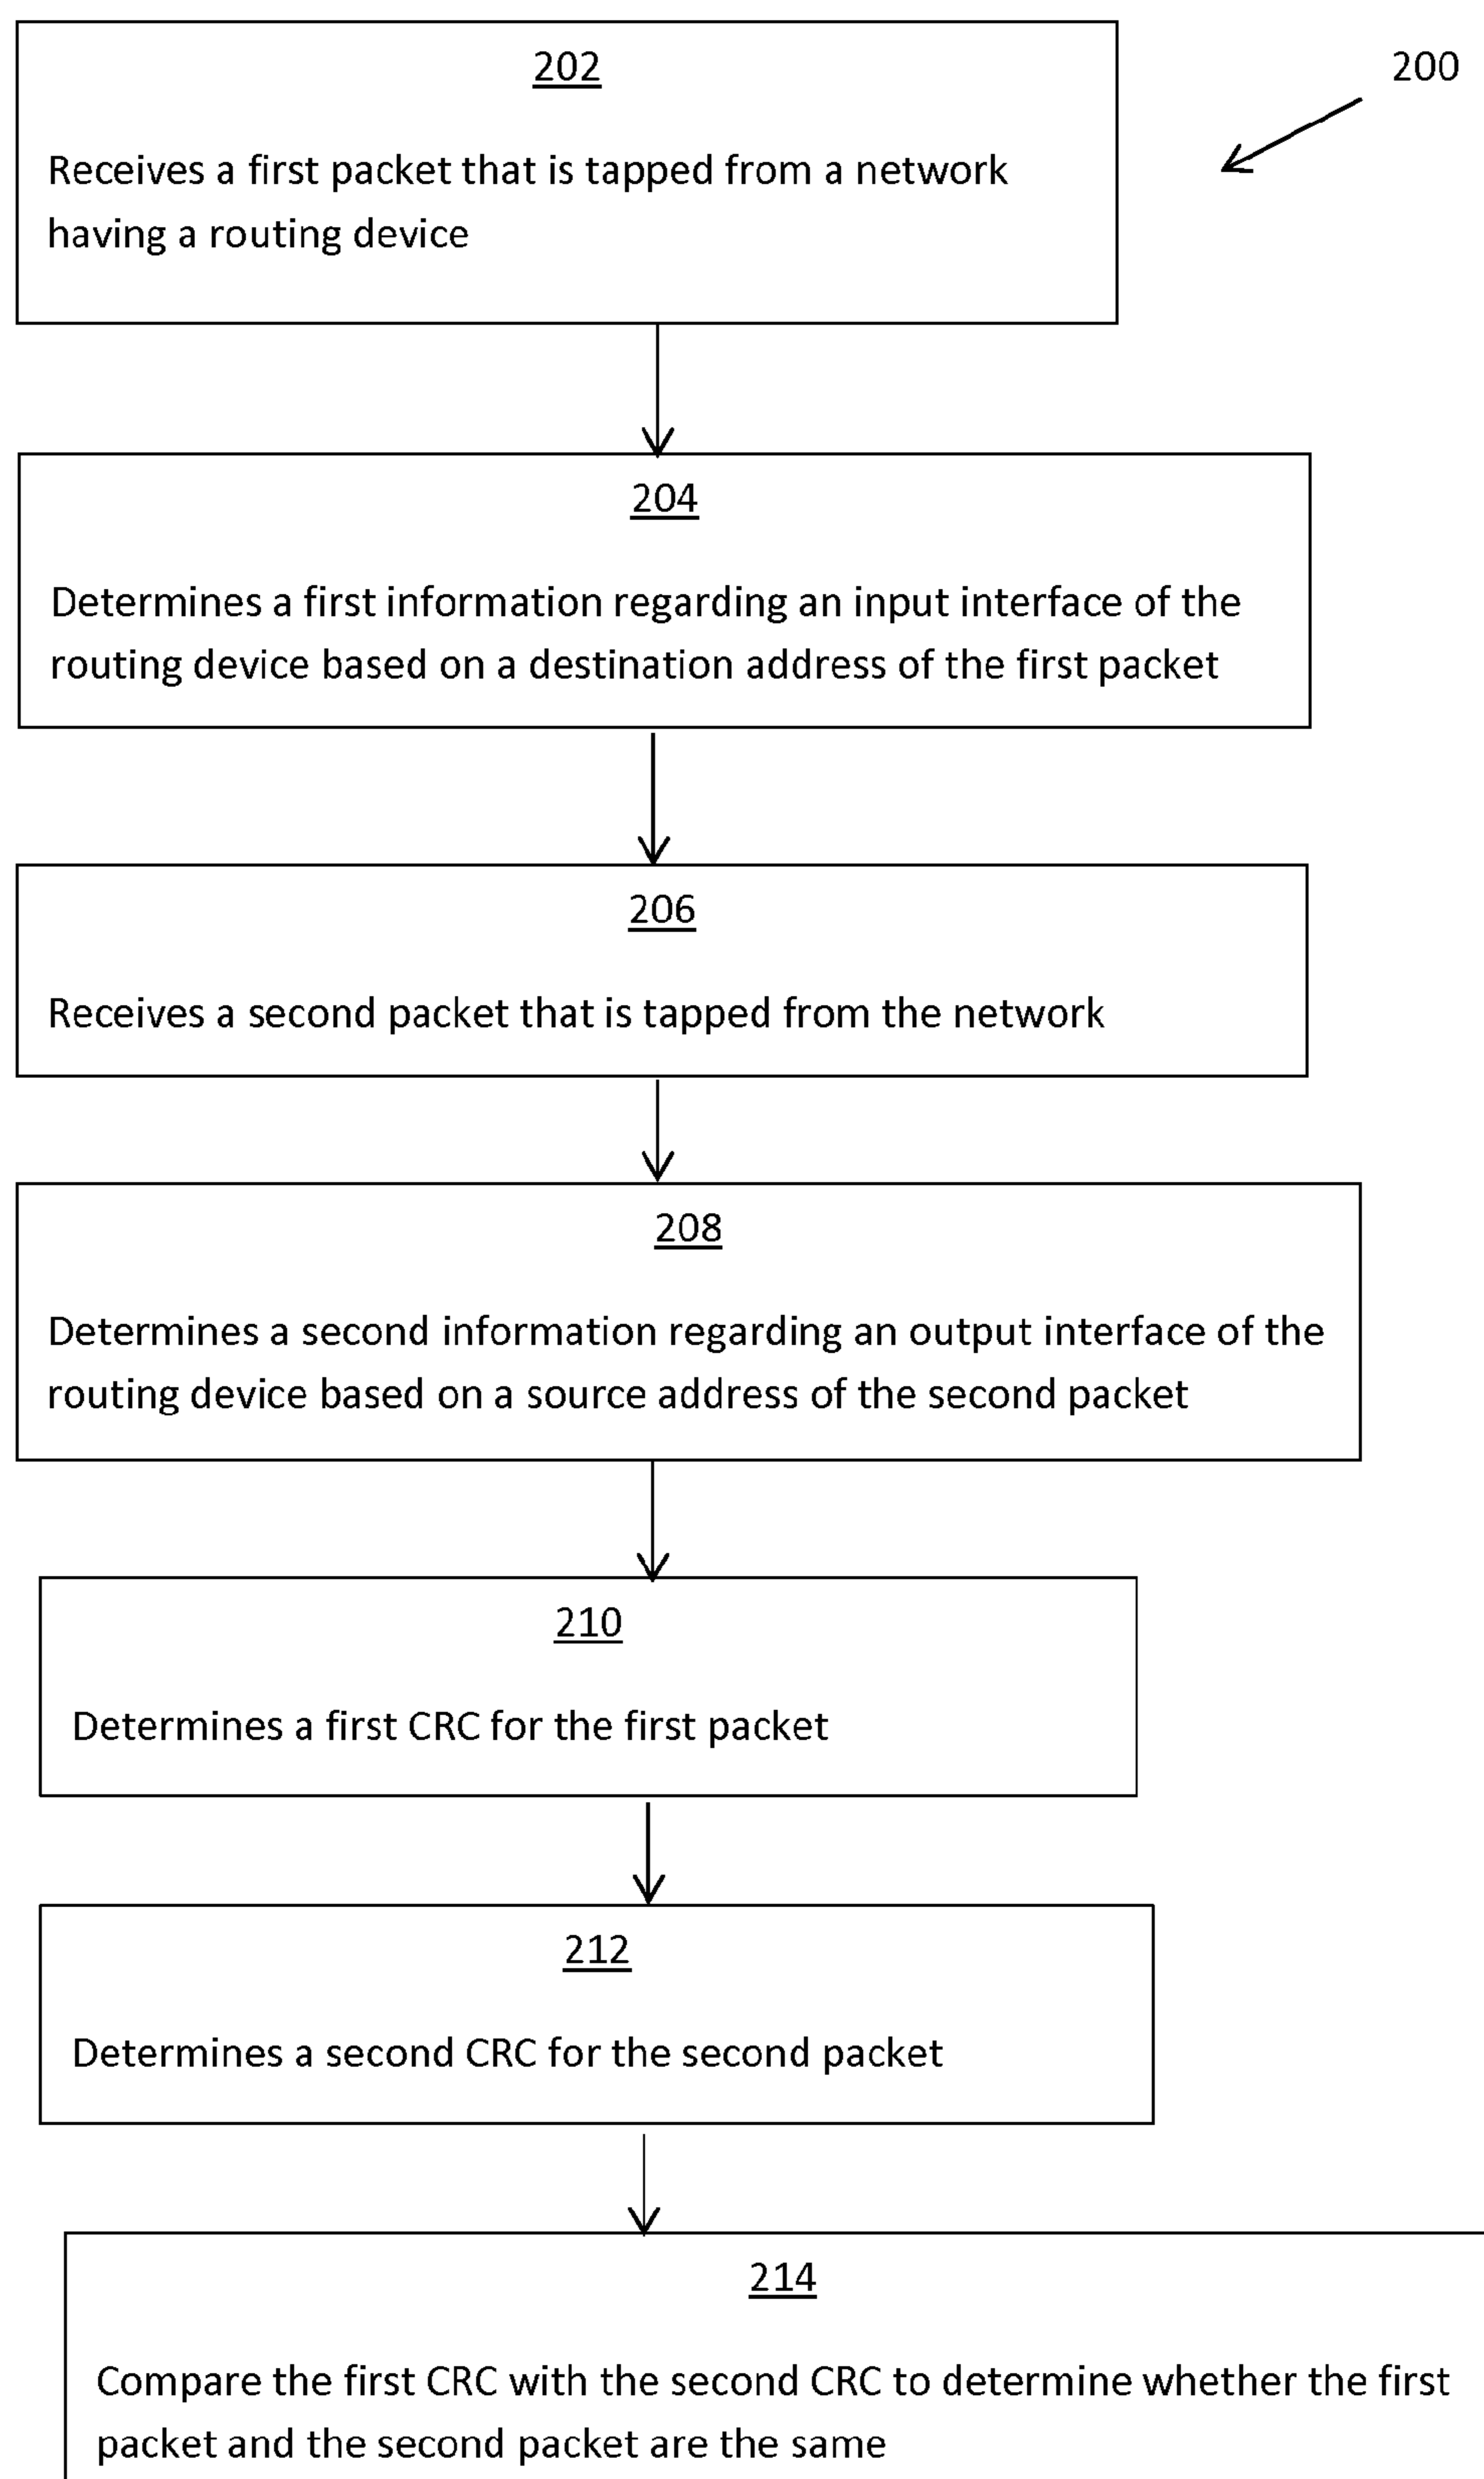 202
200
Receives a first packet that is tapped from a network
having a routing device
204
Determines a first information regarding an input interface of the
routing device based on a destination address of the first packet
206
Receives a second packet that is tapped from the network
208
Determines a second information regarding an output interface of the
routing device based on a source address of the second packet
210
Determines a first CRC for the first packet
212
Determines a second CRC for the second packet
214
Compare the first CRC with the second CRC to determine whether the first
packet and the second packet are the same